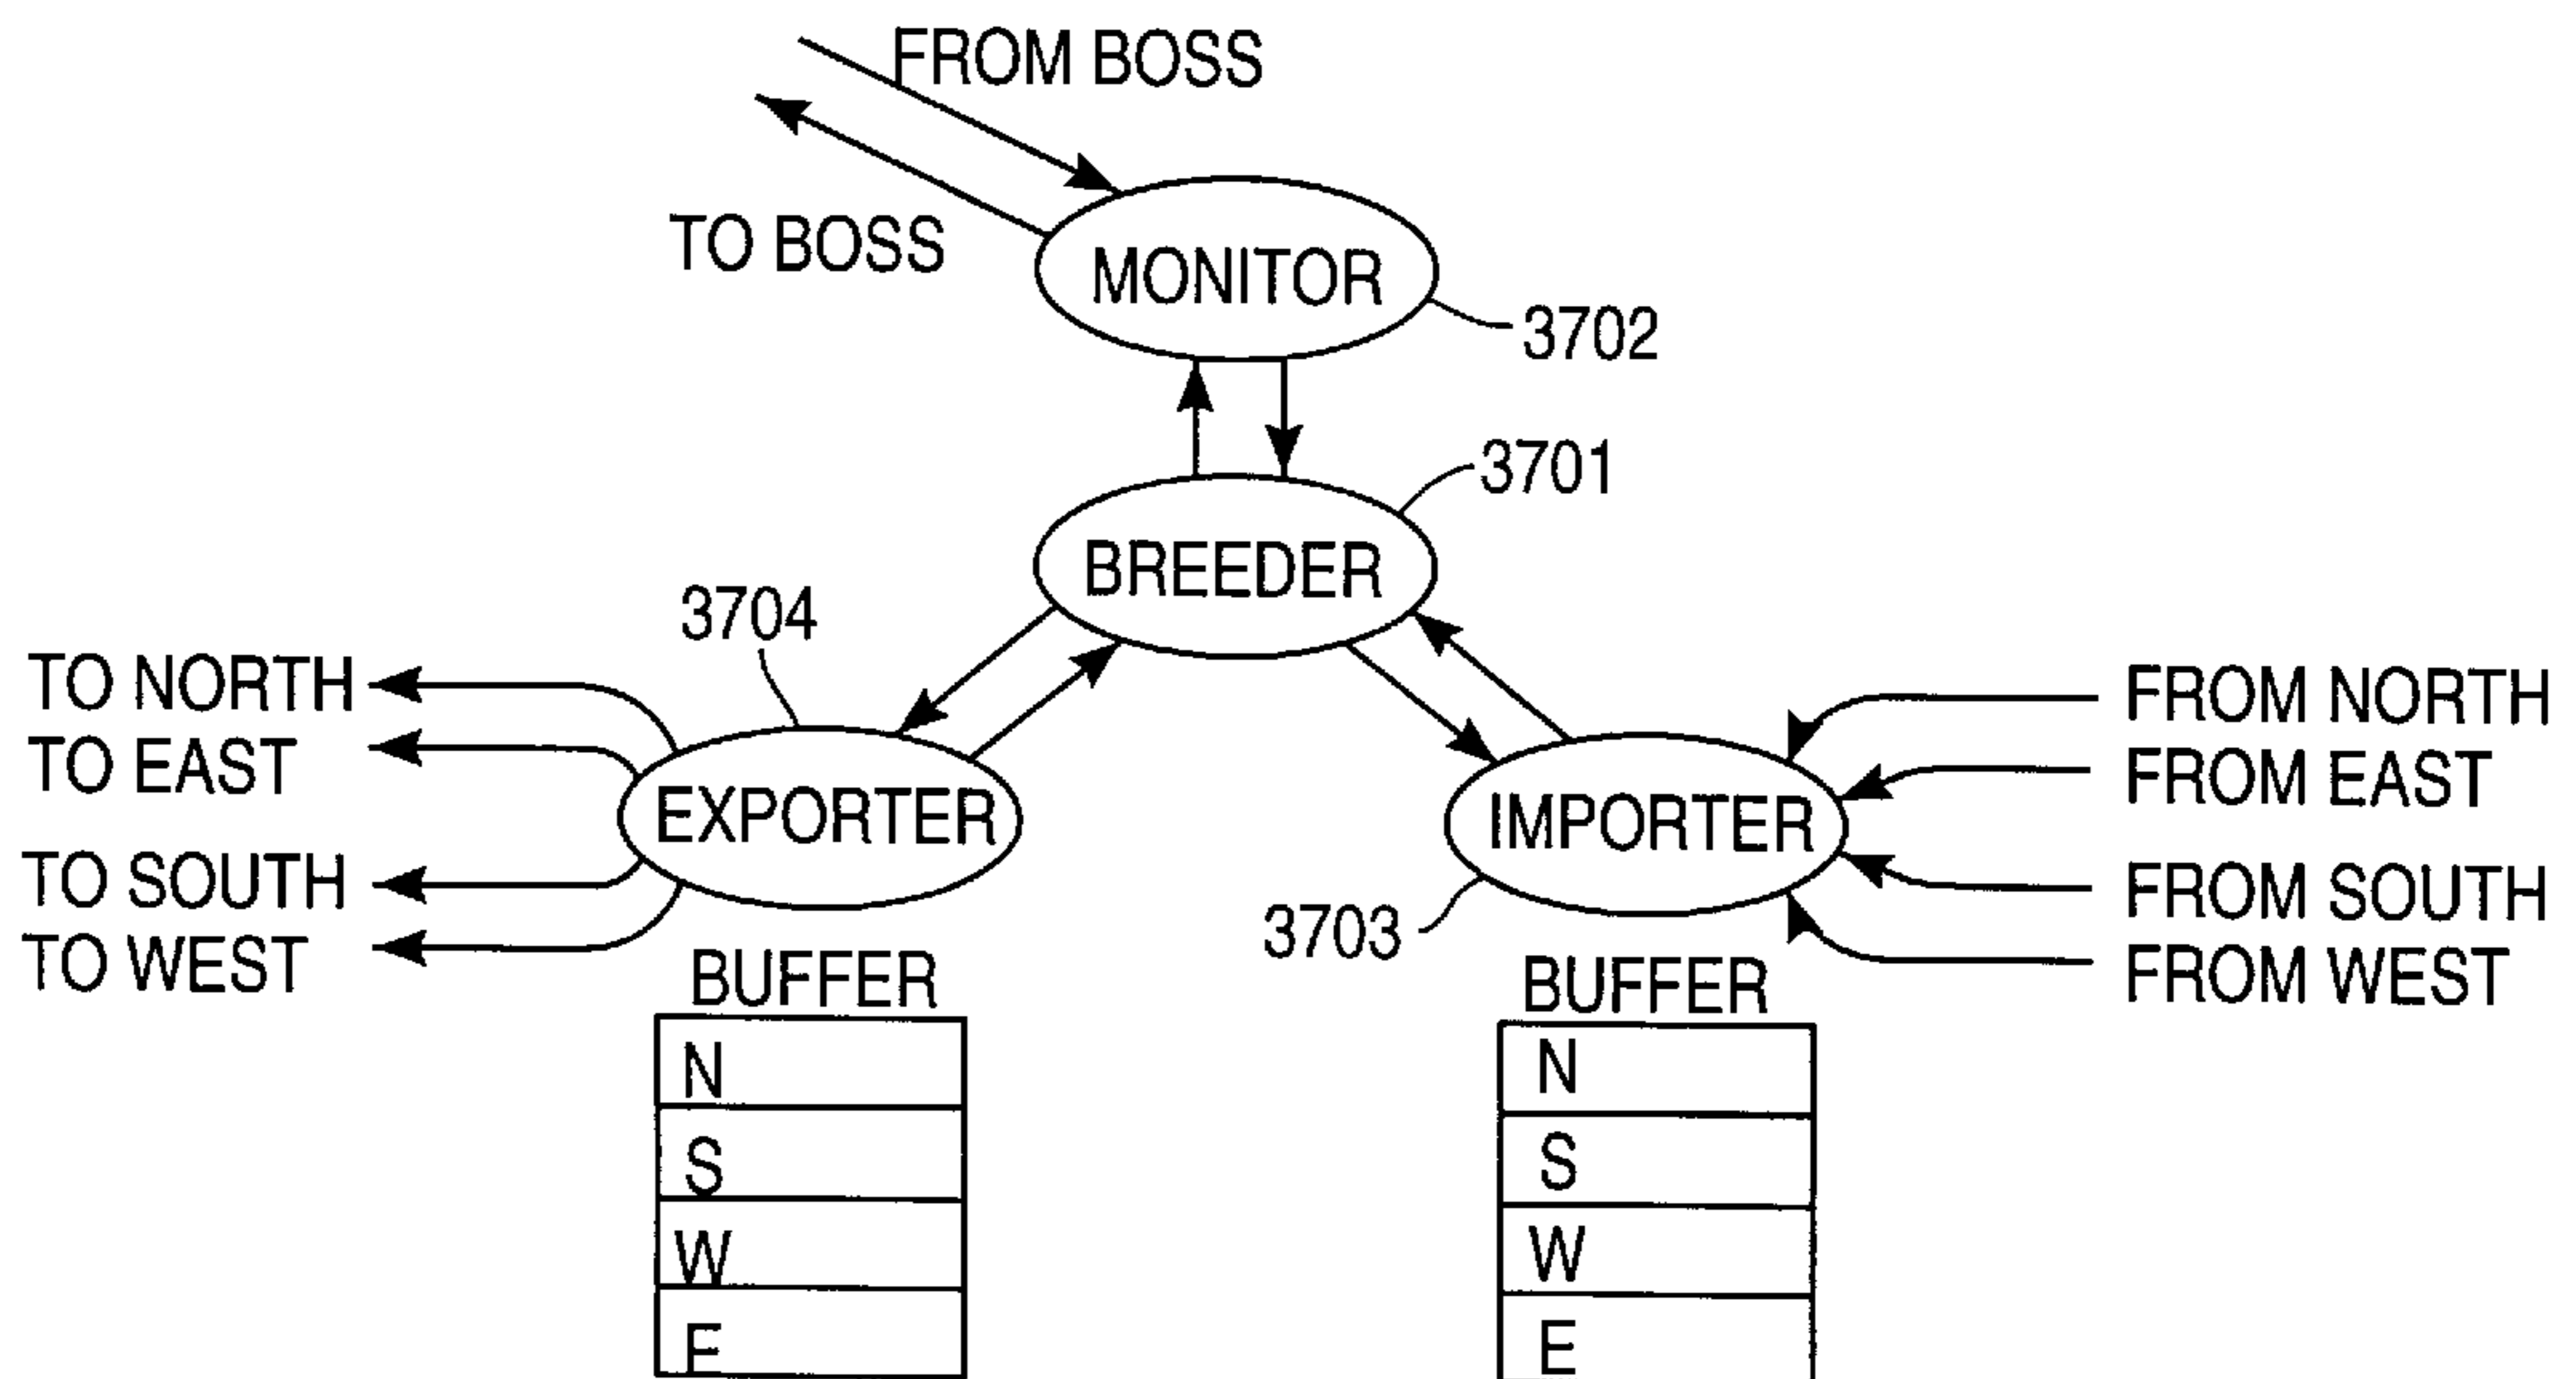 FROM BOSS
TO BOSS
MONITOR
3702
3701
BREEDER
3704
TO NORTH
TO EAST
TO SOUTH
TO WEST
EXPORTER
IMPORTER
3703
FROM NORTH
FROM EAST
FROM SOUTH
FROM WEST
BUFFER
N
S
W
E
BUFFER
N
S
W
E